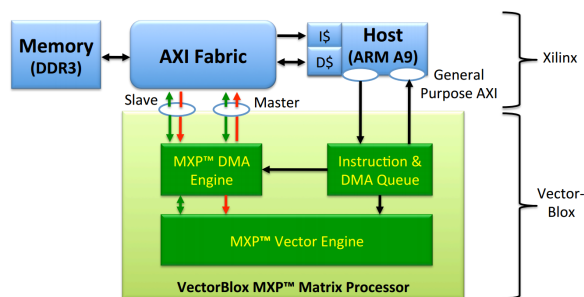 Memory
(DDR3)
AXI Fabric
I$
D$
Host
(ARM A9)
General
Purpose AXI
Xilinx
Slave
Master
MXP™ DMA
Engine
Instruction &
DMA Queue
Vector-
Blox
MXP™ Vector Engine
VectorBlox MXP™ Matrix Processor